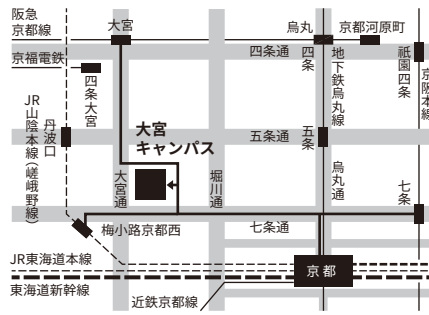 阪急
京都線
大宮
烏丸
京都河原町
京福電鉄
四条大宮
四条通
四条
地下鉄烏丸線
祇園四条
京阪本線
JR山陰本線(嵯峨野線)
丹波口
大宮
キャンパス
五条通
五条
大宮通
堀川通
烏丸通
七条
梅小路京都西
七条通
JR東海道本線
東海道新幹線
京都
近鉄京都線